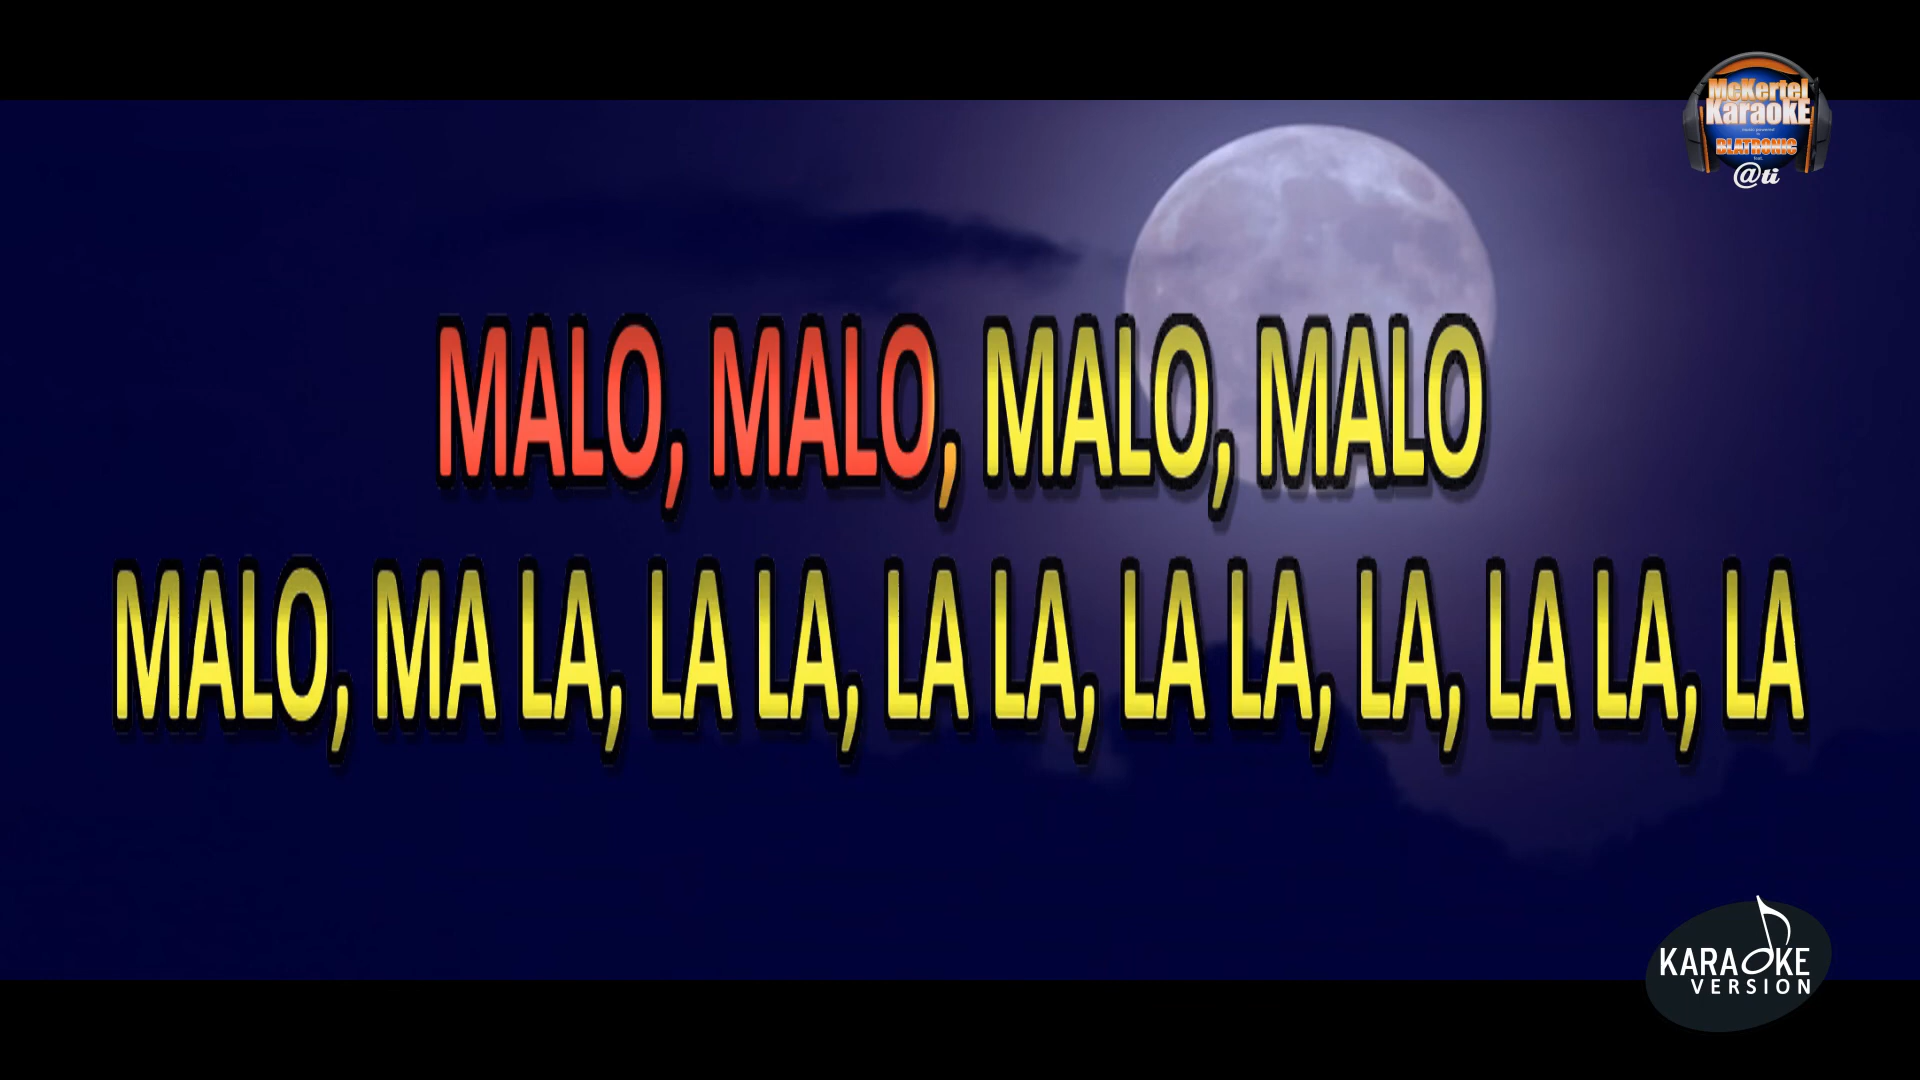 McKertel
KaraokE
BLATRONIC
@ti
MALO, MALO, MALO, MALO
MALO, MA LA, LA LA, LA LA, LA LA, LA, LA LA, LA
KARAOKE
VERSION